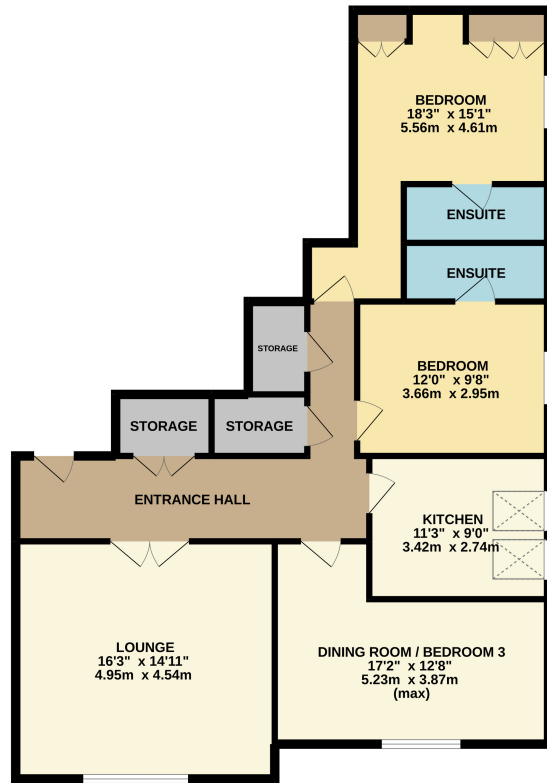 BEDROOM
18'3" x 15'1"
5.56m x 4.61m
ENSUITE
ENSUITE
STORAGE
BEDROOM
12'0" x 9'8"
3.66m x 2.95m
STORAGE
STORAGE
ENTRANCE HALL
KITCHEN
11'3" x 9'0"
3.42m x 2.74m
LOUNGE
16'3" x 14'11"
4.95m x 4.54m
DINING ROOM / BEDROOM 3
17'2" x 12'8"
5.23m x 3.87m
(max)